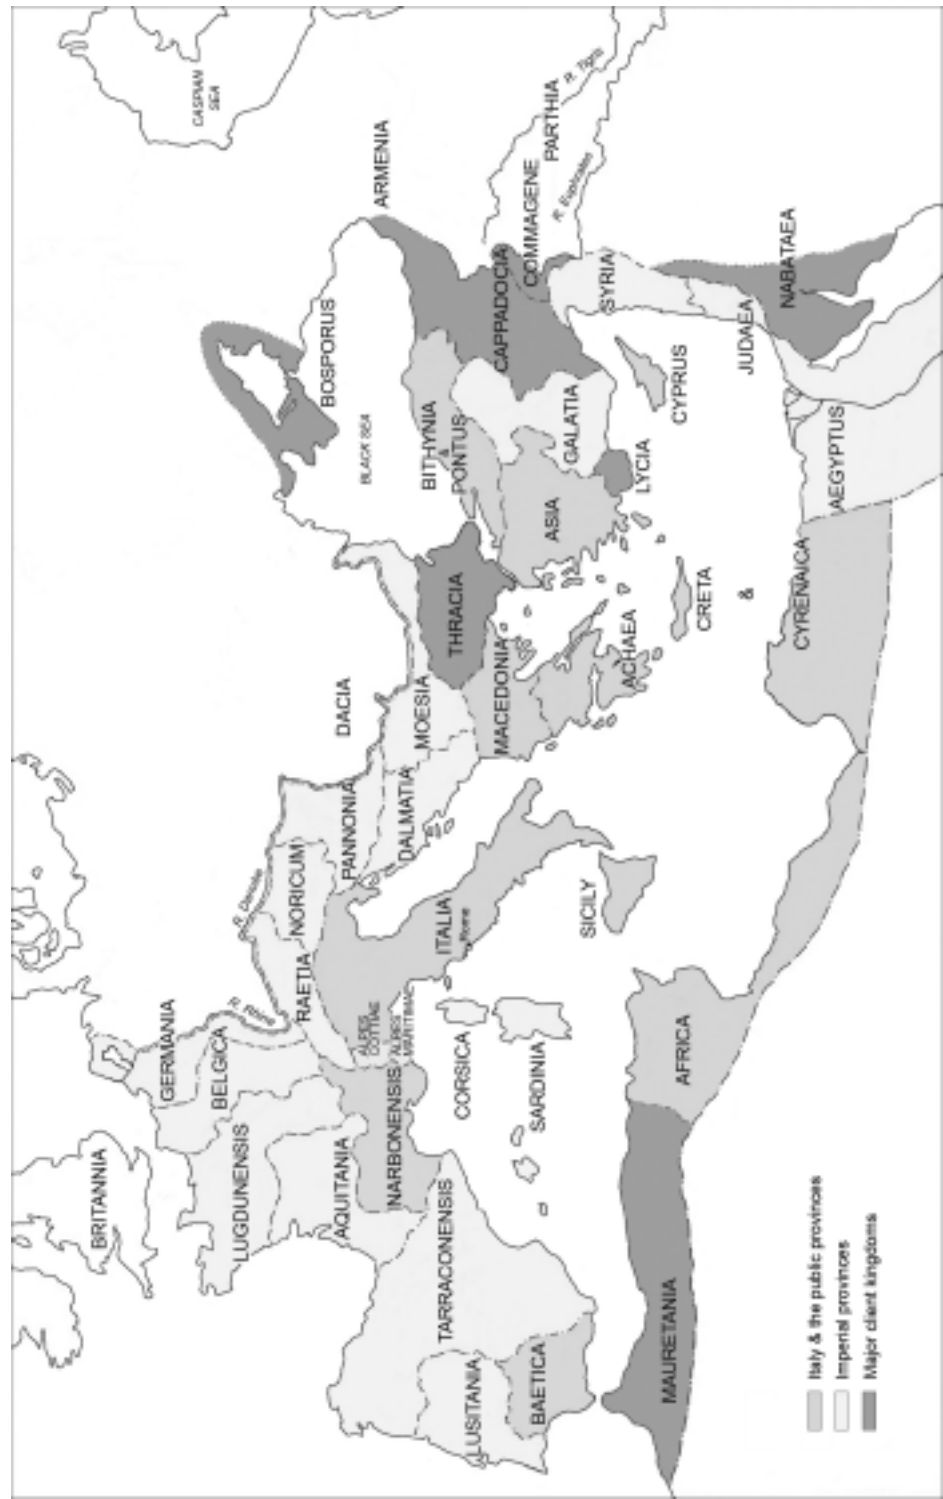 BRITANNIA
GERMANIA
CASPIAN
SEA
BELGICA
LUGDUNENSIS
R. Rhine
R. Danube
RAETIA
NORICUM
BOSPORUS
AQUITANIA
PANNONIA
DACIA
BLACK SEA
ALPES
COTTIAE
ARMENIA
NARBONENSIS
ALPES
MARITIMAE
DALMATIA
MOESIA
BITHYNIA
&
PONTUS
TARRACONENSIS
ITALIA
Rome
THRACIA
CORSICA
LUSITANIA
MACEDONIA
CAPPADOCIA
BAETICA
SARDINIA
ASIA
COMMAGENE
PARTHIA
R. Tigris
R. Euphrates
GALATIA
SICILY
ACHAEA
LYCIA
SYRIA
MAURETANIA
AFRICA
CRETA
CYPRUS
&
JUDAEA
NABATAEA
CYRENAICA
AEGYPTUS
Italy & the public provinces
Imperial provinces
Major client kingdoms